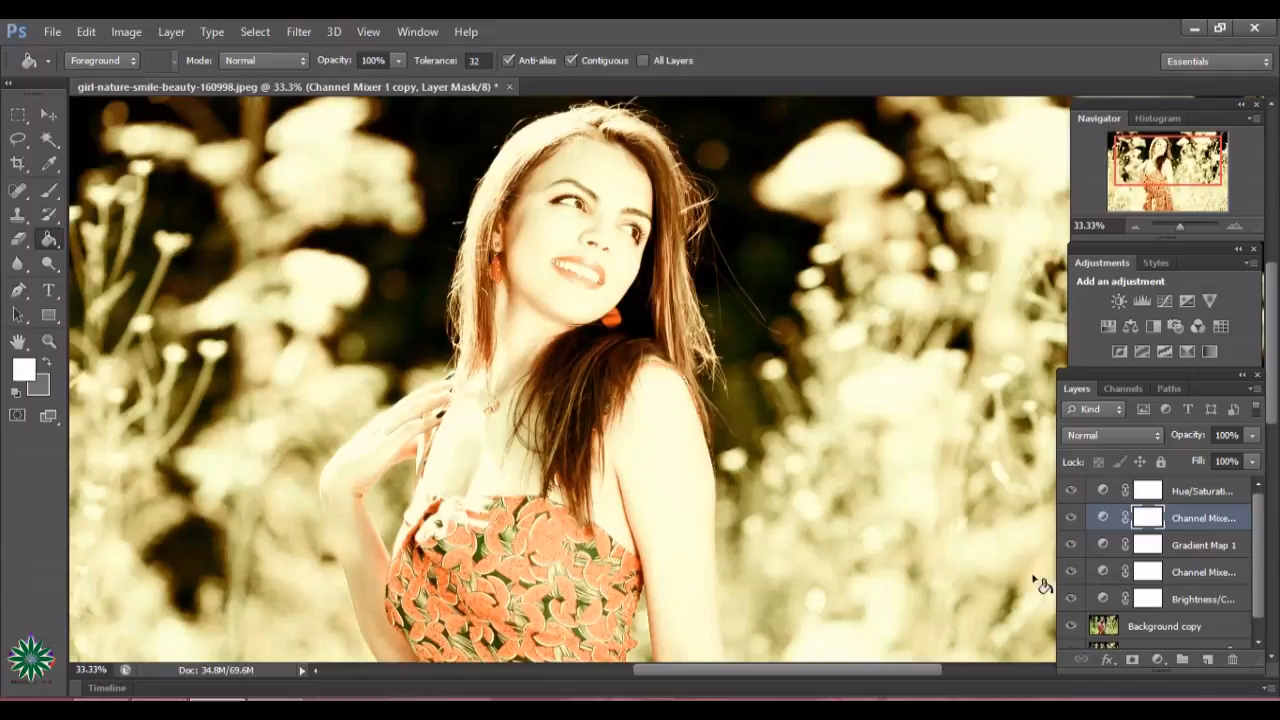 Ps File Edit Image Layer Type Select Filter 3D View Window Help
Foreground Mode: Normal Opacity: 100% Tolerance: 32 Anti-alias Contiguous All Layers Essentials
girl-nature-smile-beauty-160998.jpeg @ 33.3% (Channel Mixer 1 copy, Layer Mask/8) *
Navigator Histogram
33.33%
Adjustments Styles
Add an adjustment
Layers Channels Paths
Kind
Normal Opacity: 100%
Lock: Fill: 100%
Hue/Saturati...
Channel Mixe...
Gradient Map 1
Channel Mixe...
Brightness/C...
Background copy
fx
33.33% Doc: 34.8M/69.6M
Timeline